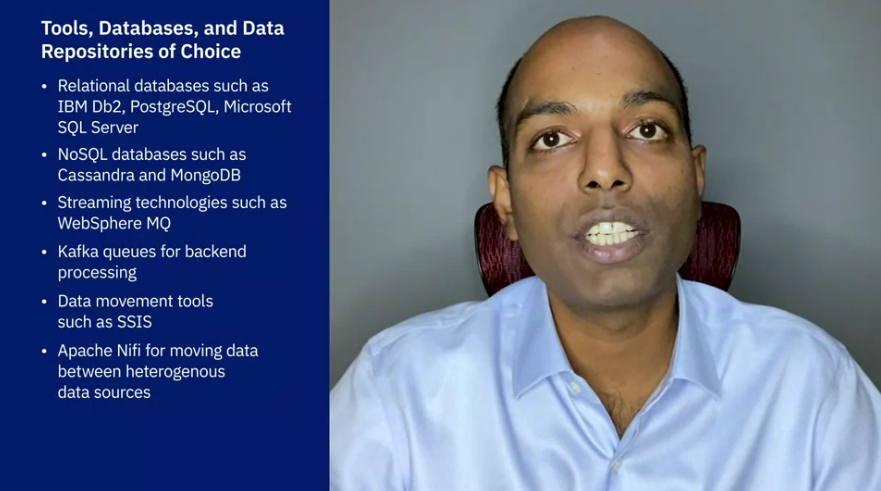 Tools, Databases, and Data
Repositories of Choice
• Relational databases such as
IBM Db2, PostgreSQL, Microsoft
SQL Server
• NoSQL databases such as
Cassandra and MongoDB
• Streaming technologies such as
WebSphere MQ
• Kafka queues for backend
processing
• Data movement tools
such as SSIS
• Apache Nifi for moving data
between heterogenous
data sources